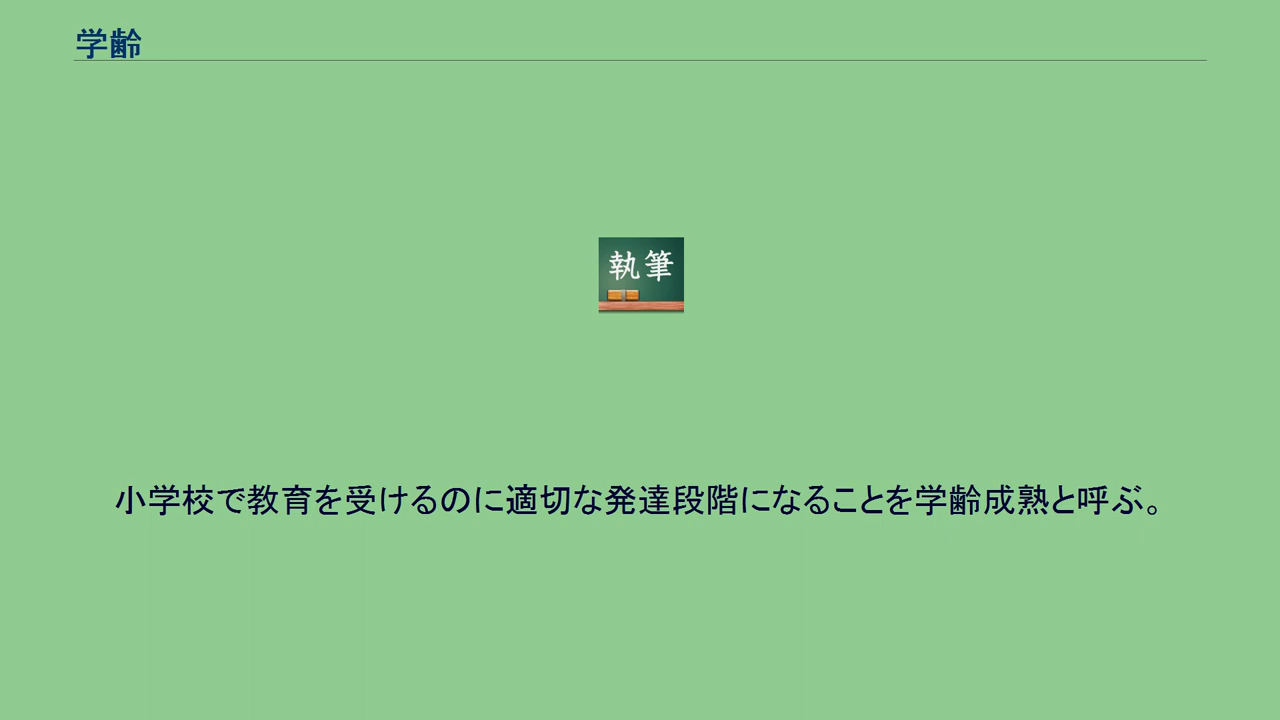 学齢
執筆
小学校で教育を受けるのに適切な発達段階になることを学齢成熟と呼ぶ。